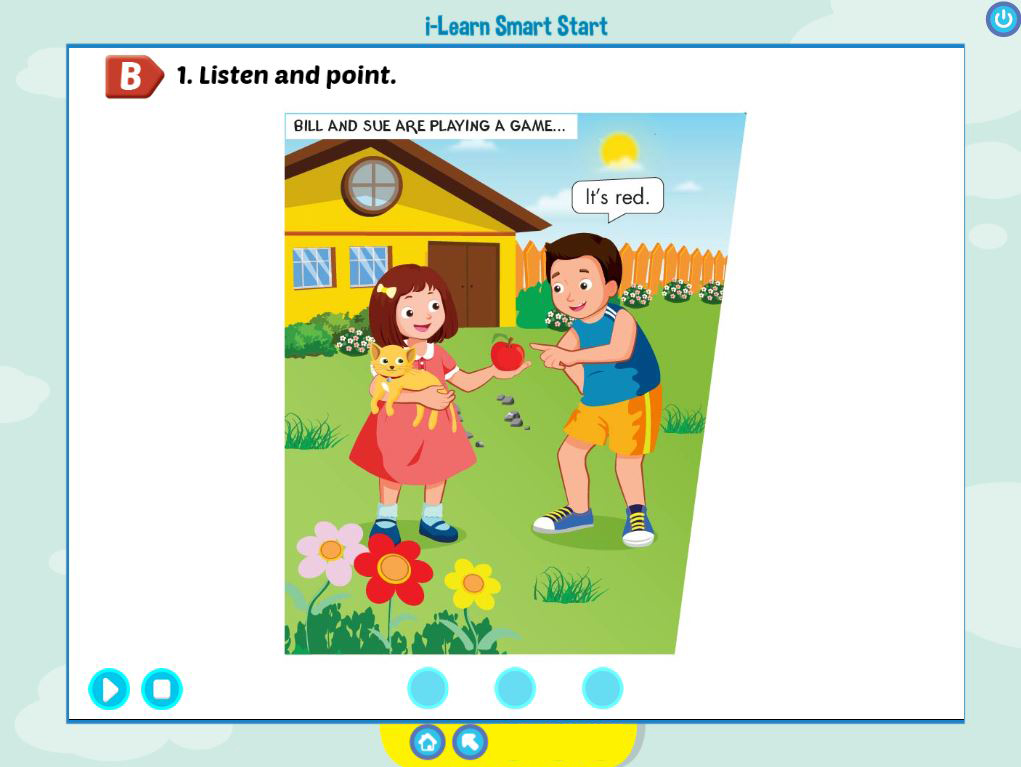 i-Learn Smart Start
B 1. Listen and point.
BILL AND SUE ARE PLAYING A GAME...
It's red.